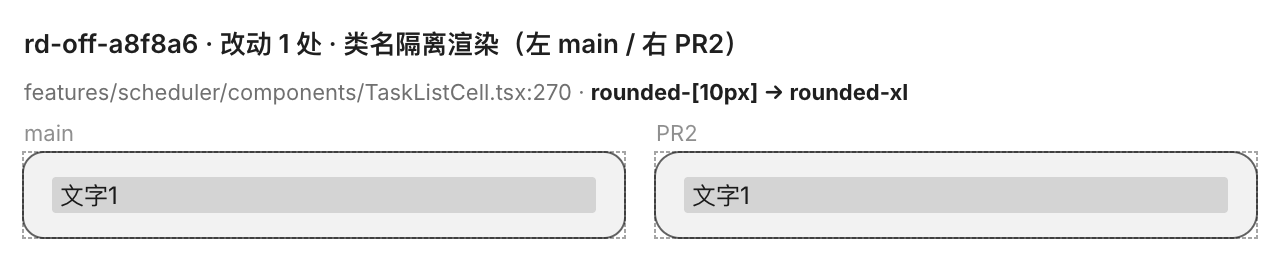 rd-off-a8f8a6 · 改动 1 处 · 类名隔离渲染（左 main / 右 PR2）
features/scheduler/components/TaskListCell.tsx:270 · rounded-[10px] → rounded-xl
main
PR2
文字1
文字1